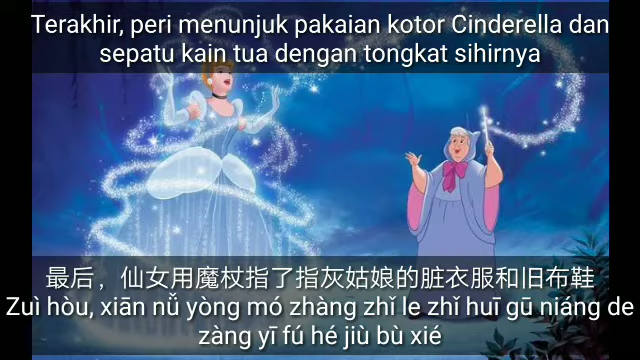 Terakhir, peri menunjuk pakaian kotor Cinderella dan
sepatu kain tua dengan tongkat sihirnya
最后，仙女用魔杖指了指灰姑娘的脏衣服和旧布鞋
Zuì hòu, xiān nǚ yòng mó zhàng zhǐ le zhǐ huī gū niáng de
zàng yī fú hé jiù bù xié